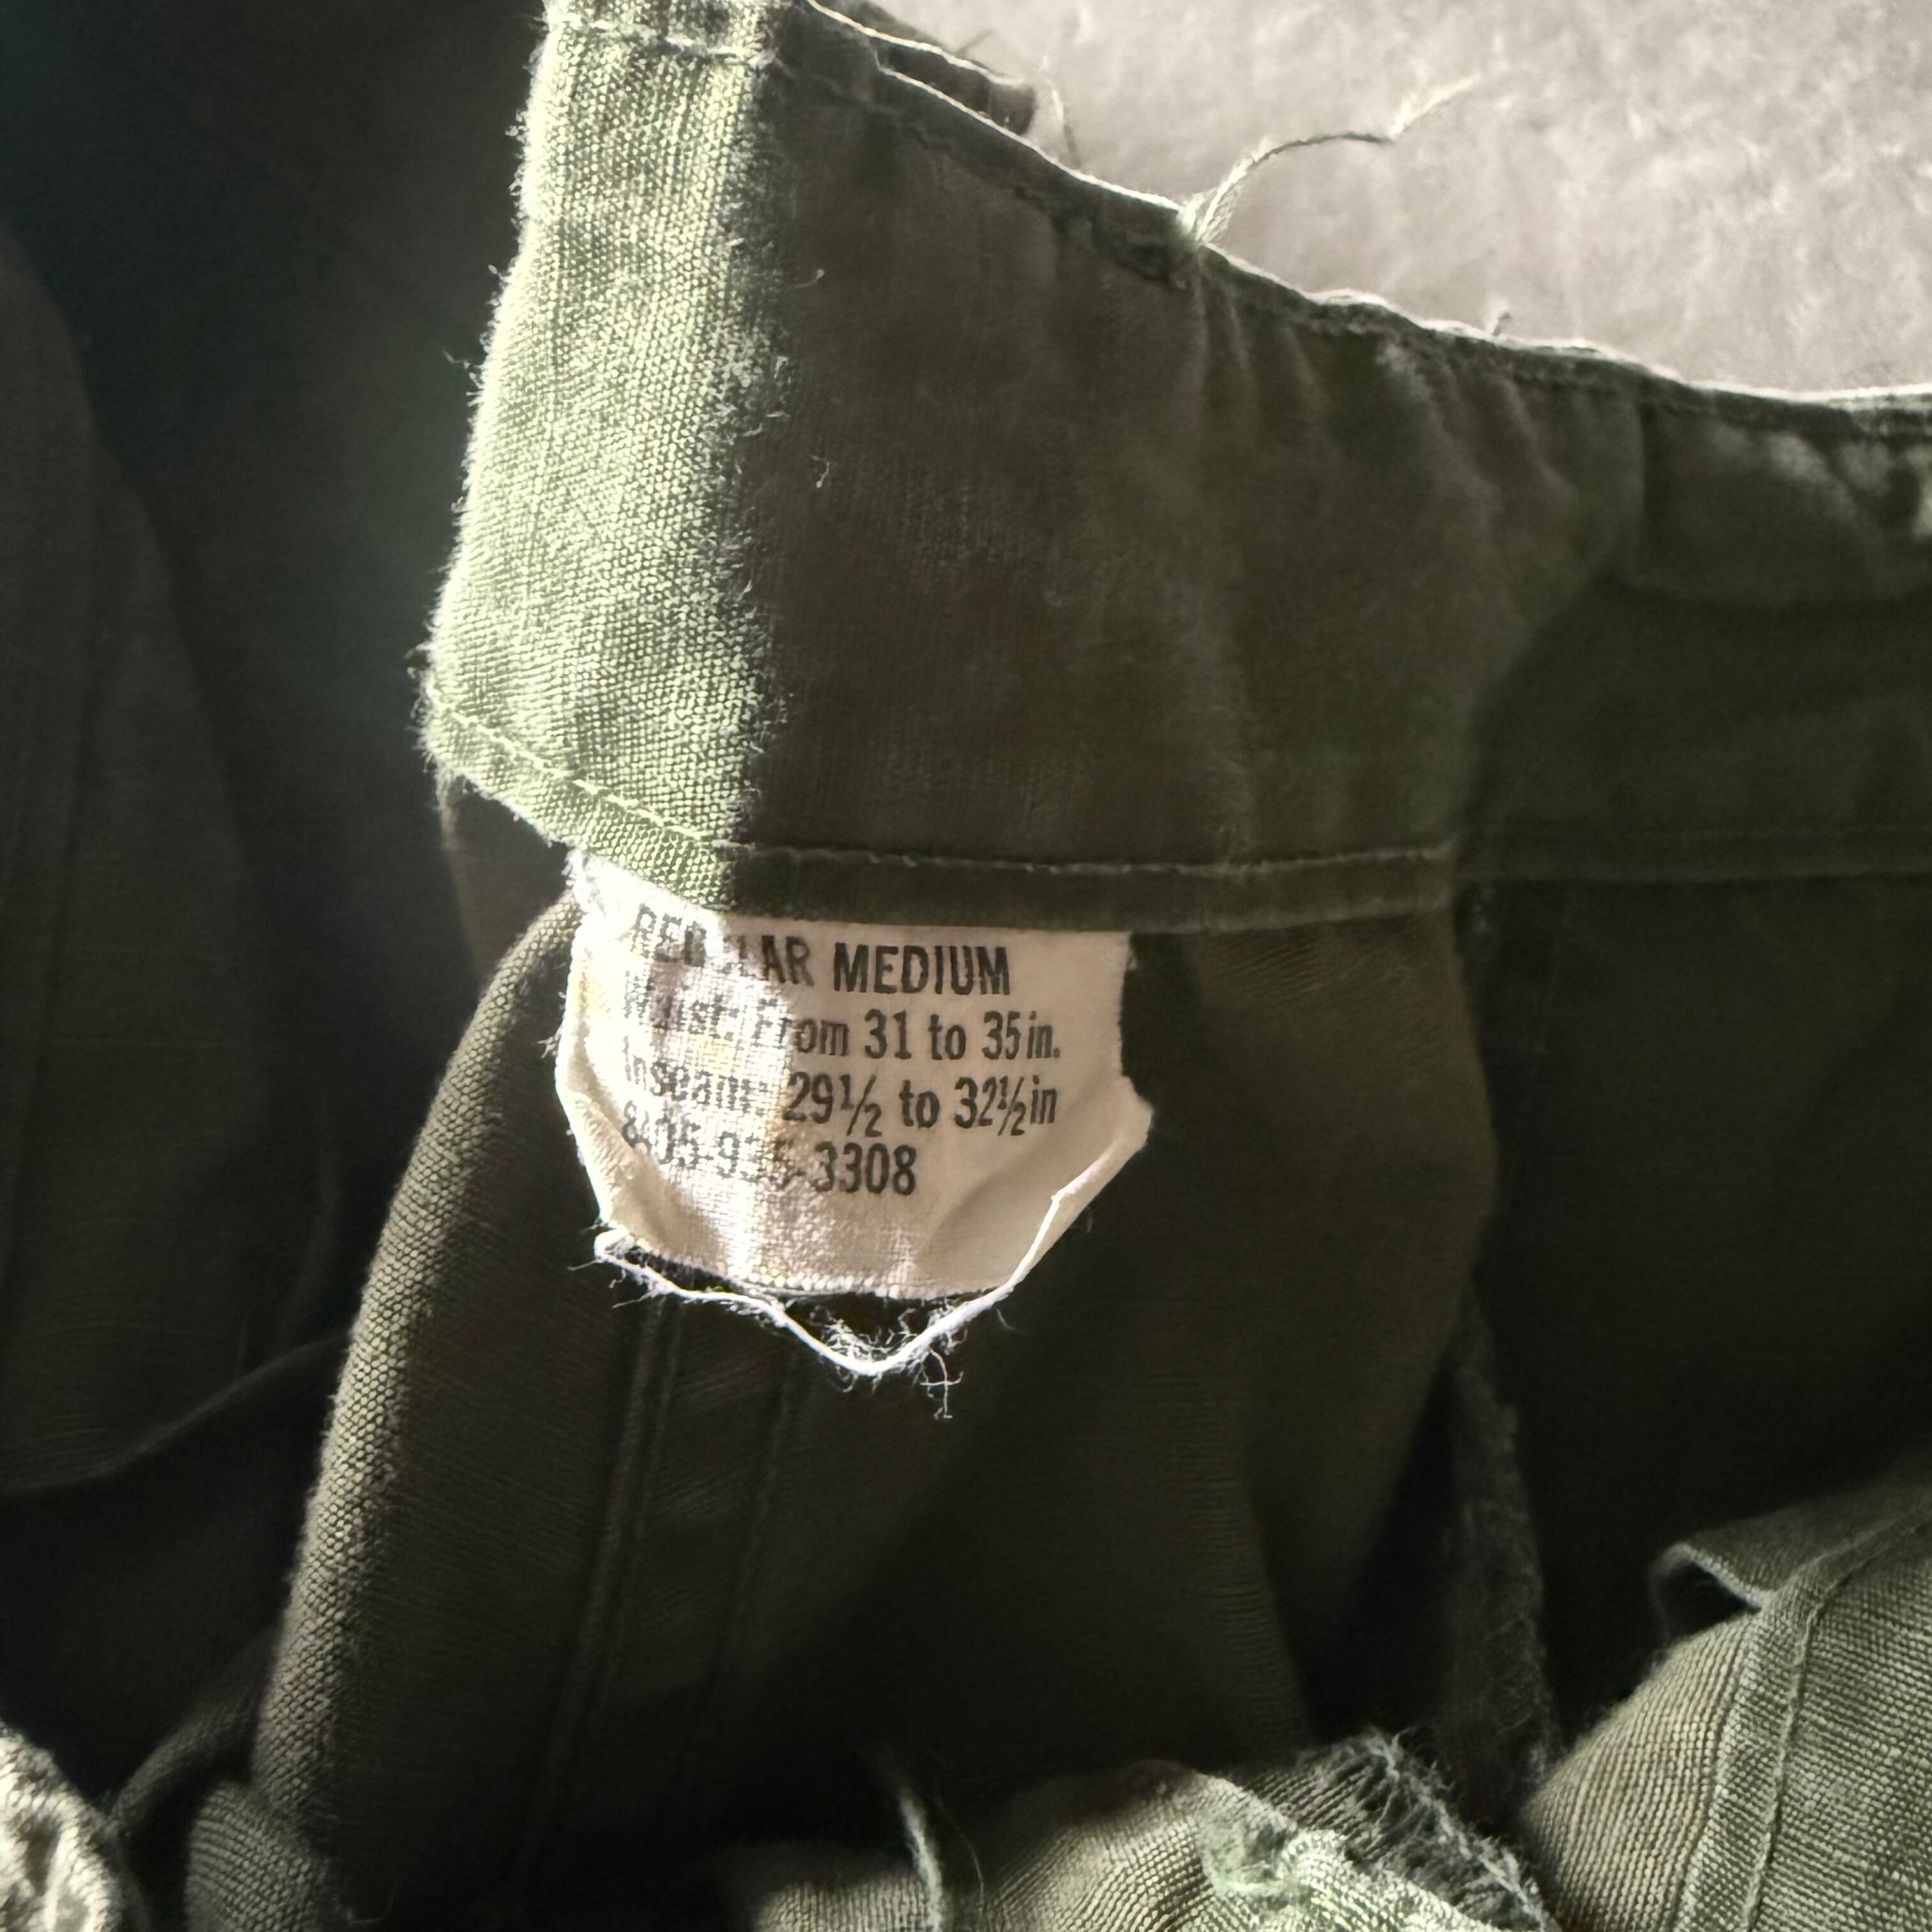 REGULAR MEDIUM
Waist: From 31 to 35 in.
Inseam: 29½ to 32½ in
8405-935-3308